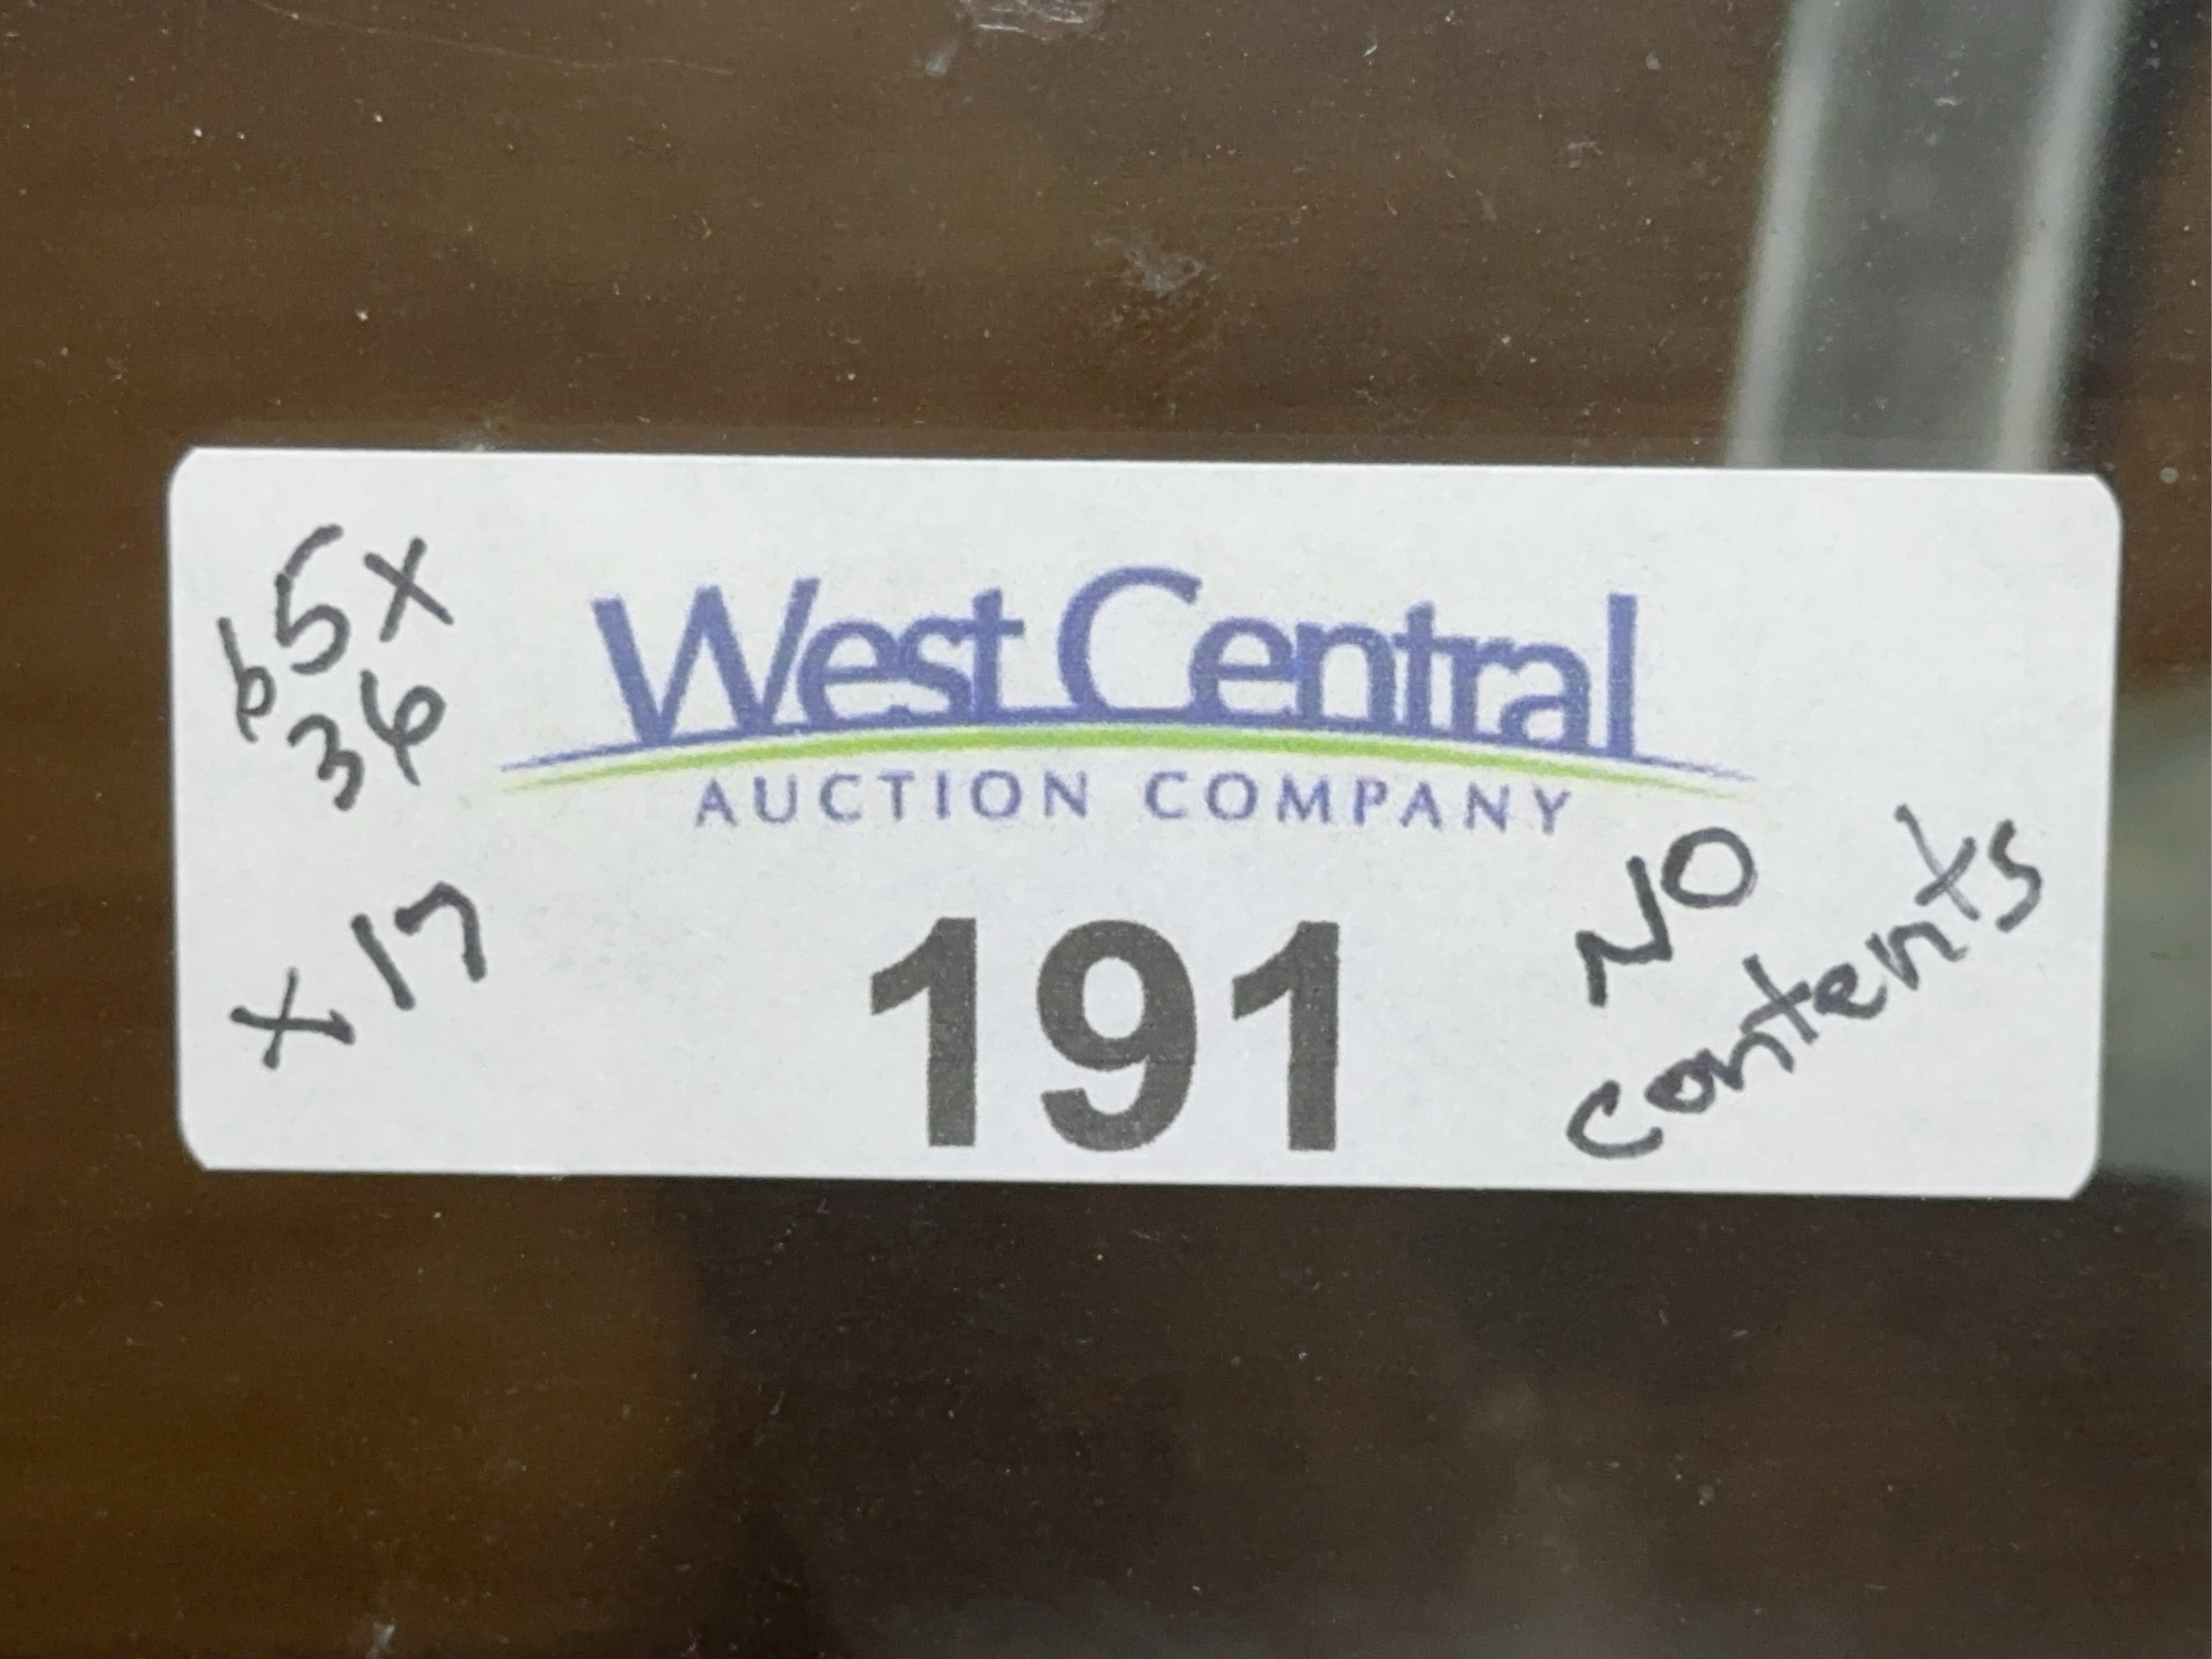 65x
36
x17
West Central
AUCTION COMPANY
191
NO
contents